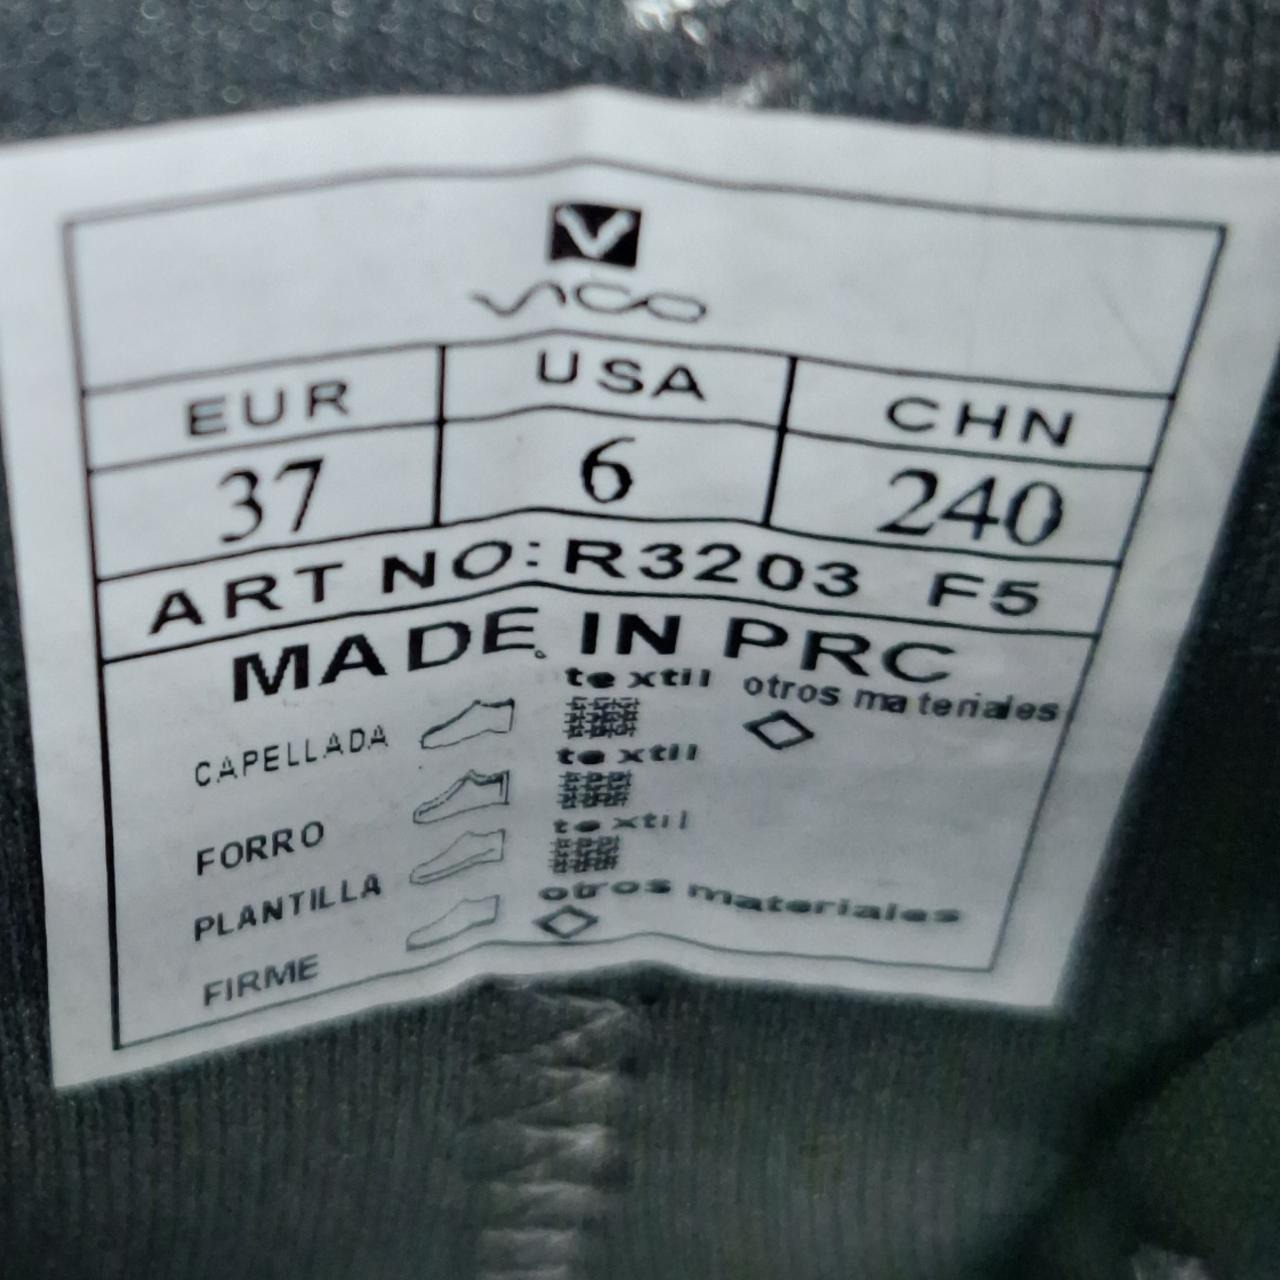 V
VICO
EUR USA CHN
37 6 240
ART NO: R3203 F5
MADE IN PRC
CAPELLADA textil otros materiales
FORRO textil
PLANTILLA textil
FIRME otros materiales